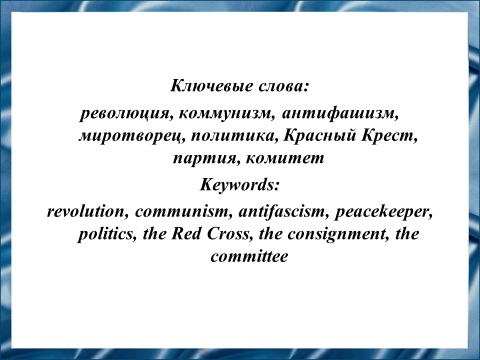 Ключевые слова:
революция, коммунизм, антифашизм,
миротворец, политика, Красный Крест,
партия, комитет
Keywords:
revolution, communism, antifascism, peacekeeper,
politics, the Red Cross, the consignment, the
committee